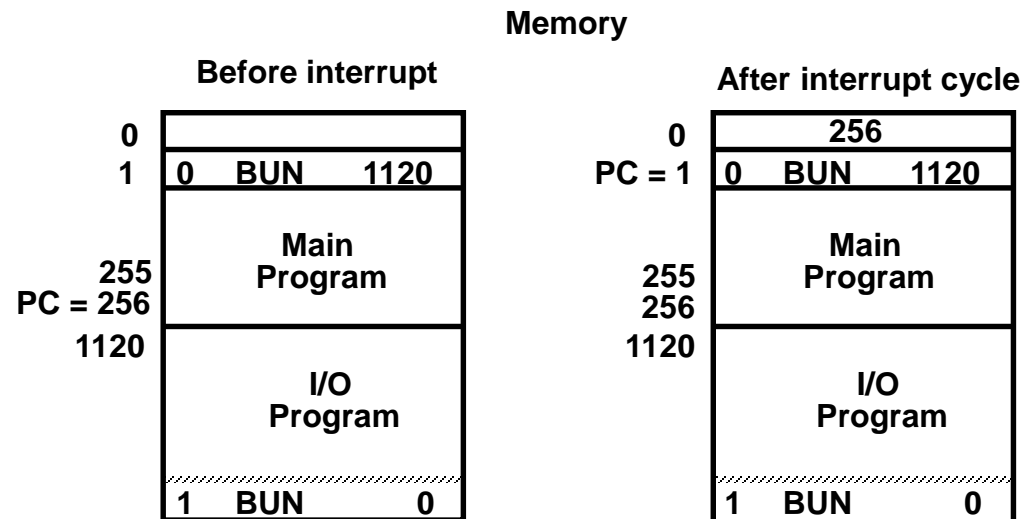 Memory
Before interrupt
0
1 0 BUN 1120
Main
Program
255
PC = 256
1120
I/O
Program
1 BUN 0
After interrupt cycle
0 256
PC = 1 0 BUN 1120
Main
Program
255
256
1120
I/O
Program
1 BUN 0